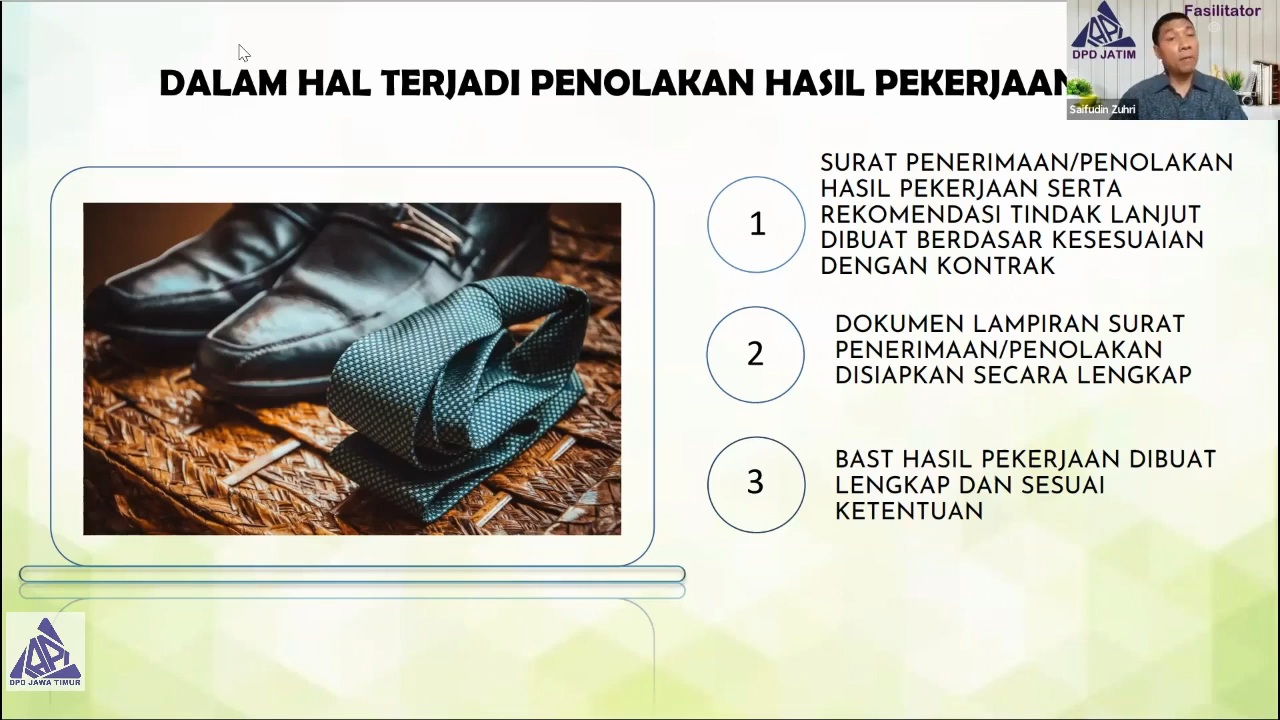 Fasilitator
IAPI
DPD JATIM
Saifudin Zuhri
DALAM HAL TERJADI PENOLAKAN HASIL PEKERJAAN
1
SURAT PENERIMAAN/PENOLAKAN
HASIL PEKERJAAN SERTA
REKOMENDASI TINDAK LANJUT
DIBUAT BERDASAR KESESUAIAN
DENGAN KONTRAK
2
DOKUMEN LAMPIRAN SURAT
PENERIMAAN/PENOLAKAN
DISIAPKAN SECARA LENGKAP
3
BAST HASIL PEKERJAAN DIBUAT
LENGKAP DAN SESUAI
KETENTUAN
IAPI
DPD JAWA TIMUR